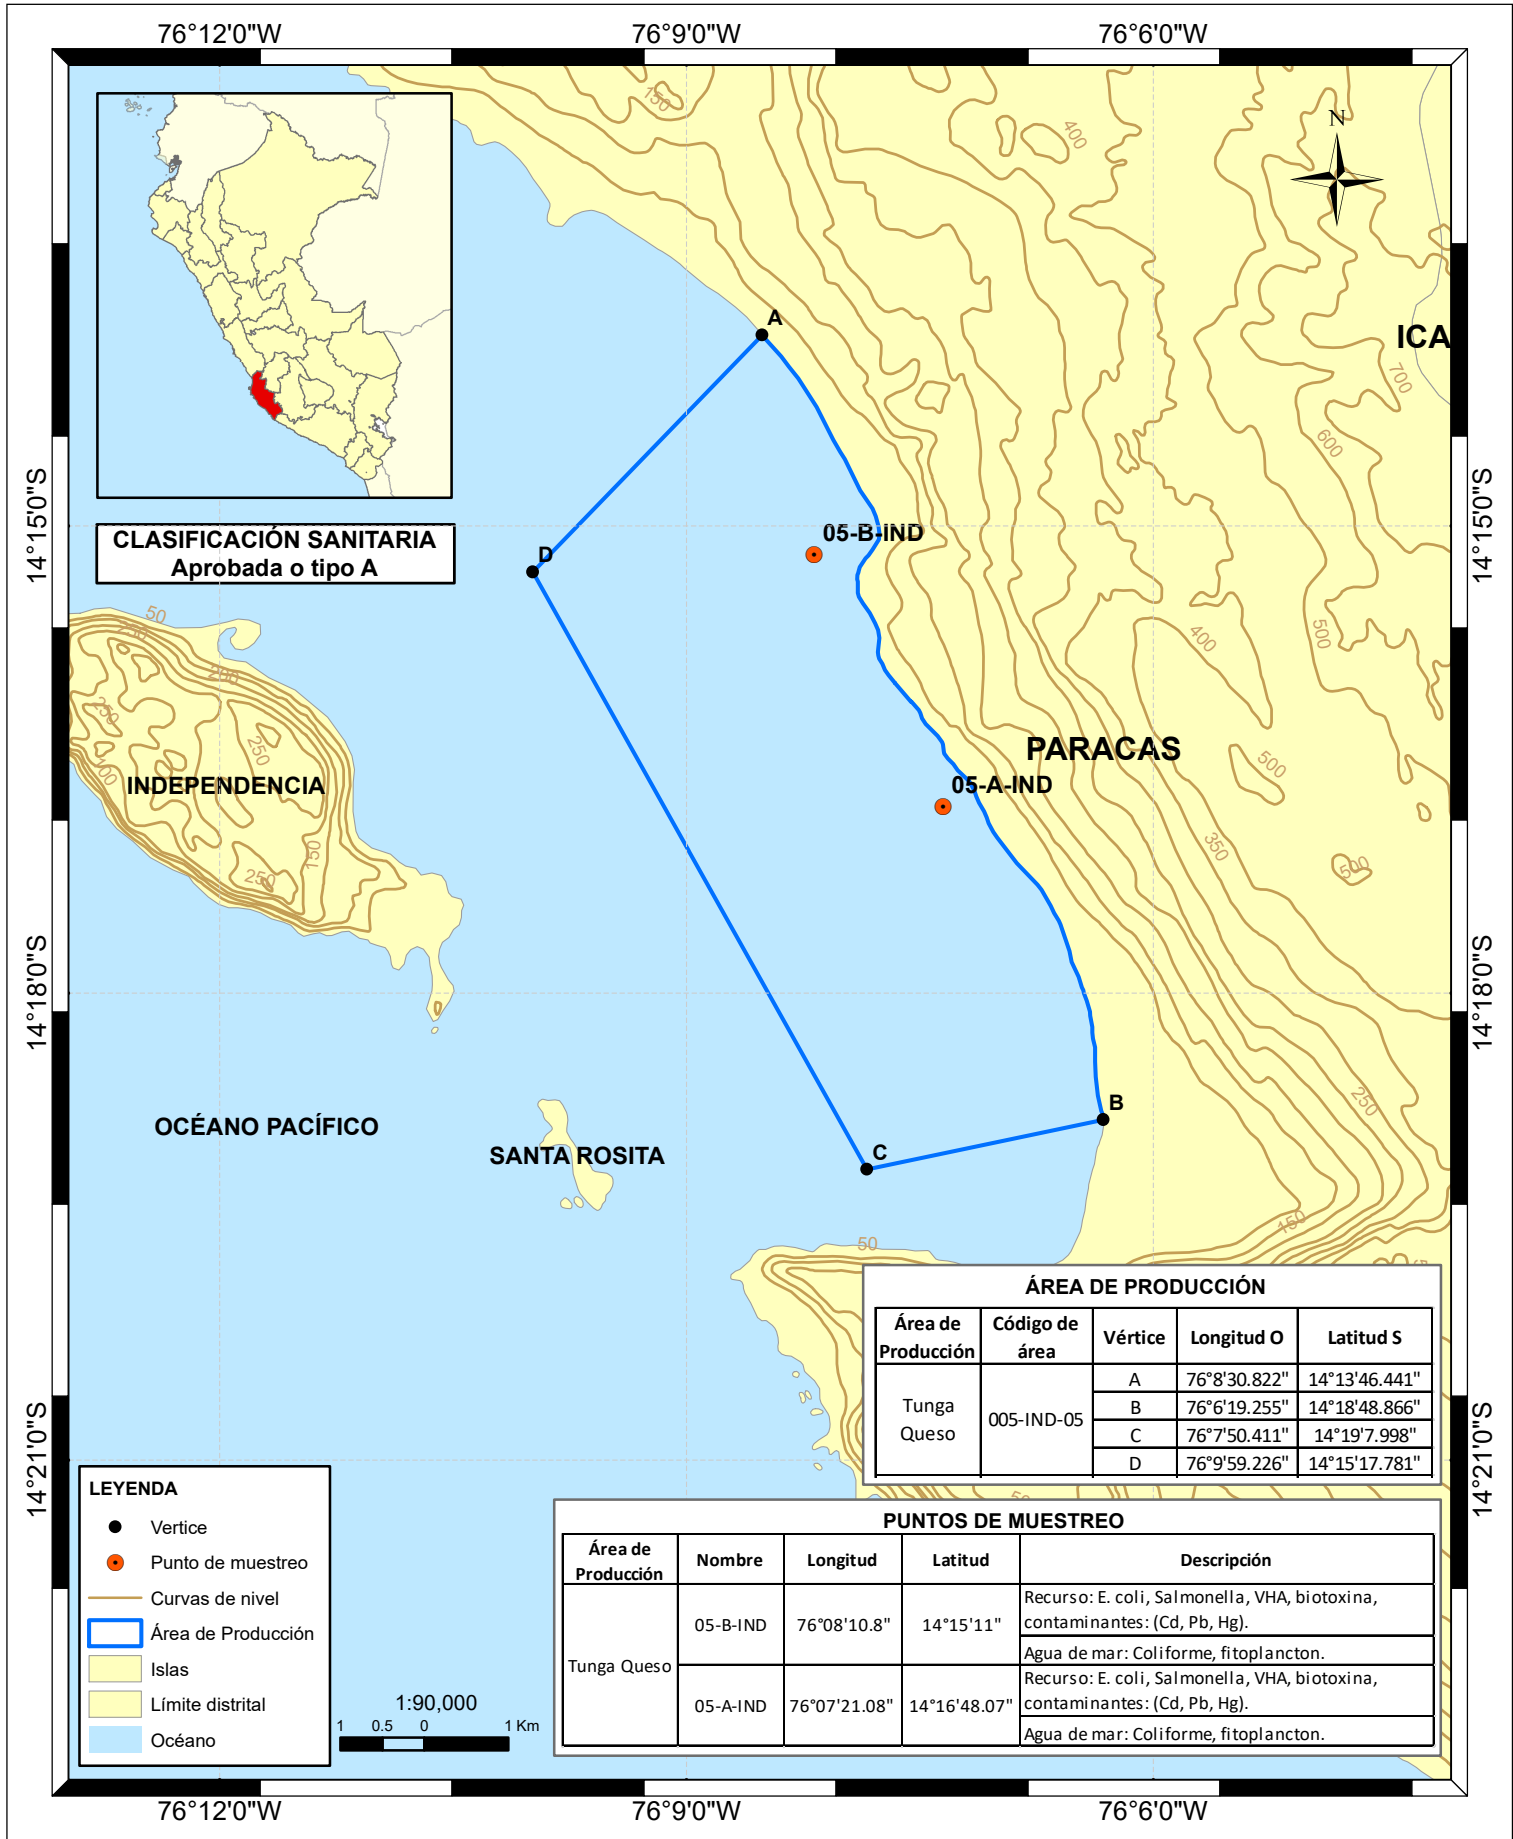 76°12'0"W 76°9'0"W 76°6'0"W
150
400
N
A
ICA
700
600
14°15'0"S 14°15'0"S
CLASIFICACIÓN SANITARIA
Aprobada o tipo A
05-B-IND
D
50
250
200
400
500
250
250
100
INDEPENDENCIA
PARACAS
500
05-A-IND
150
350
250
500
14°18'0"S 14°18'0"S
250
B
OCÉANO PACÍFICO
SANTA ROSITA
C
150
50
ÁREA DE PRODUCCIÓN
Área de Producción Código de área Vértice Longitud O Latitud S
Tunga Queso 005-IND-05
A 76°8'30.822" 14°13'46.441"
B 76°6'19.255" 14°18'48.866"
C 76°7'50.411" 14°19'7.998"
D 76°9'59.226" 14°15'17.781"
14°21'0"S 14°21'0"S
50
PUNTOS DE MUESTREO
Área de Producción Nombre Longitud Latitud Descripción
Tunga Queso
05-B-IND 76°08'10.8" 14°15'11"
Recurso: E. coli, Salmonella, VHA, biotoxina,
contaminantes: (Cd, Pb, Hg).
Agua de mar: Coliforme, fitoplancton.
05-A-IND 76°07'21.08" 14°16'48.07"
Recurso: E. coli, Salmonella, VHA, biotoxina,
contaminantes: (Cd, Pb, Hg).
Agua de mar: Coliforme, fitoplancton.
LEYENDA
Vertice
Punto de muestreo
Curvas de nivel
Área de Producción
Islas
Límite distrital
Océano
1:90,000
1 0.5 0 1 Km
76°12'0"W 76°9'0"W 76°6'0"W